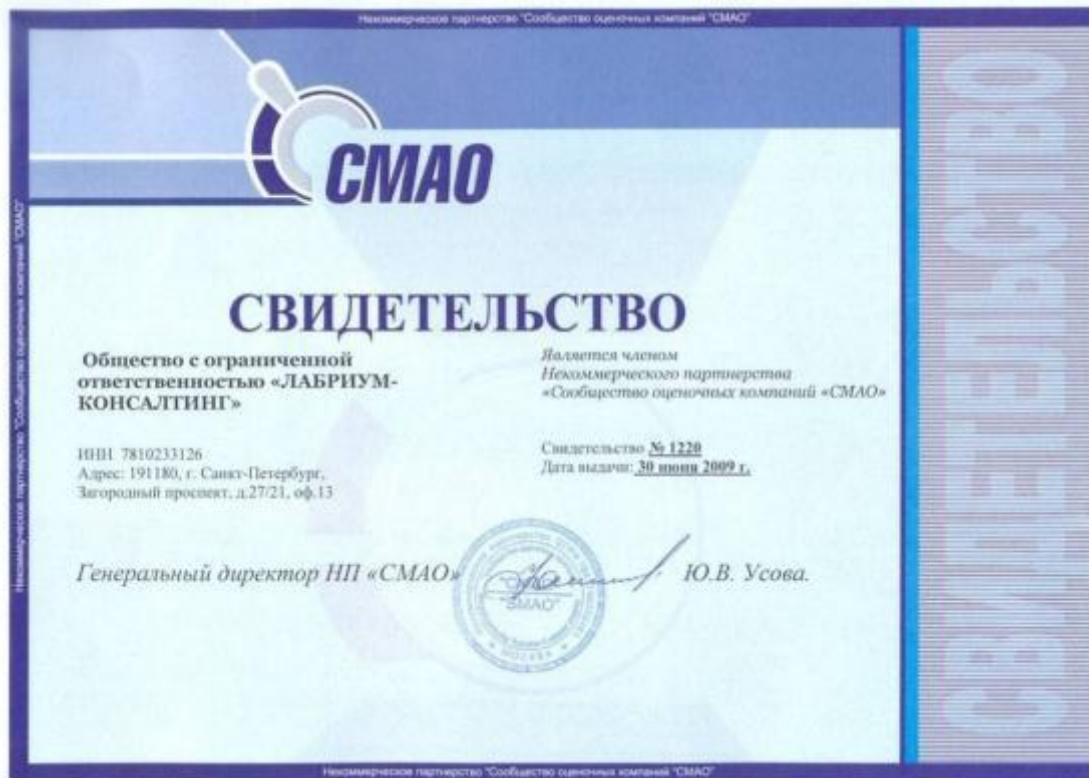 Некоммерческое партнерство "Сообщество оценочных компаний "СМАО"
СМАО
СВИДЕТЕЛЬСТВО
Общество с ограниченной
ответственностью «ЛАБРИУМ-
КОНСАЛТИНГ»
ИНН 7810233126
Адрес: 191180, г. Санкт-Петербург,
Загородный проспект, д.27/21, оф.13
Является членом
Некоммерческого партнерства
«Сообщество оценочных компаний «СМАО»
Свидетельство № 1220
Дата выдачи: 30 июня 2009 г.
Генеральный директор НП «СМАО»
Ю.В. Усова.
"SMAO"
МОСКВА
СВИДЕТЕЛЬСТВО
Некоммерческое партнерство "Сообщество оценочных компаний "СМАО"
Некоммерческое партнерство "Сообщество оценочных компаний "СМАО"